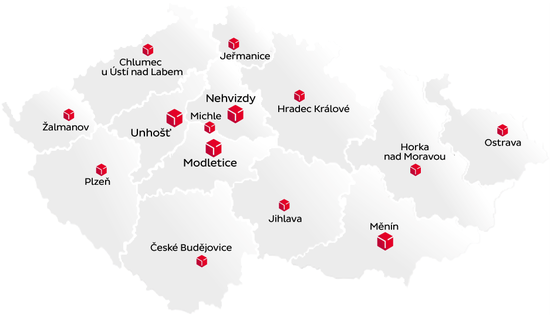 Jeřmanice
Chlumec
u Ústí nad Labem
Nehvizdy
Hradec Králové
Michle
Žalmanov
Unhošť
Ostrava
Horka
nad Moravou
Modletice
Plzeň
Jihlava
Měnín
České Budějovice